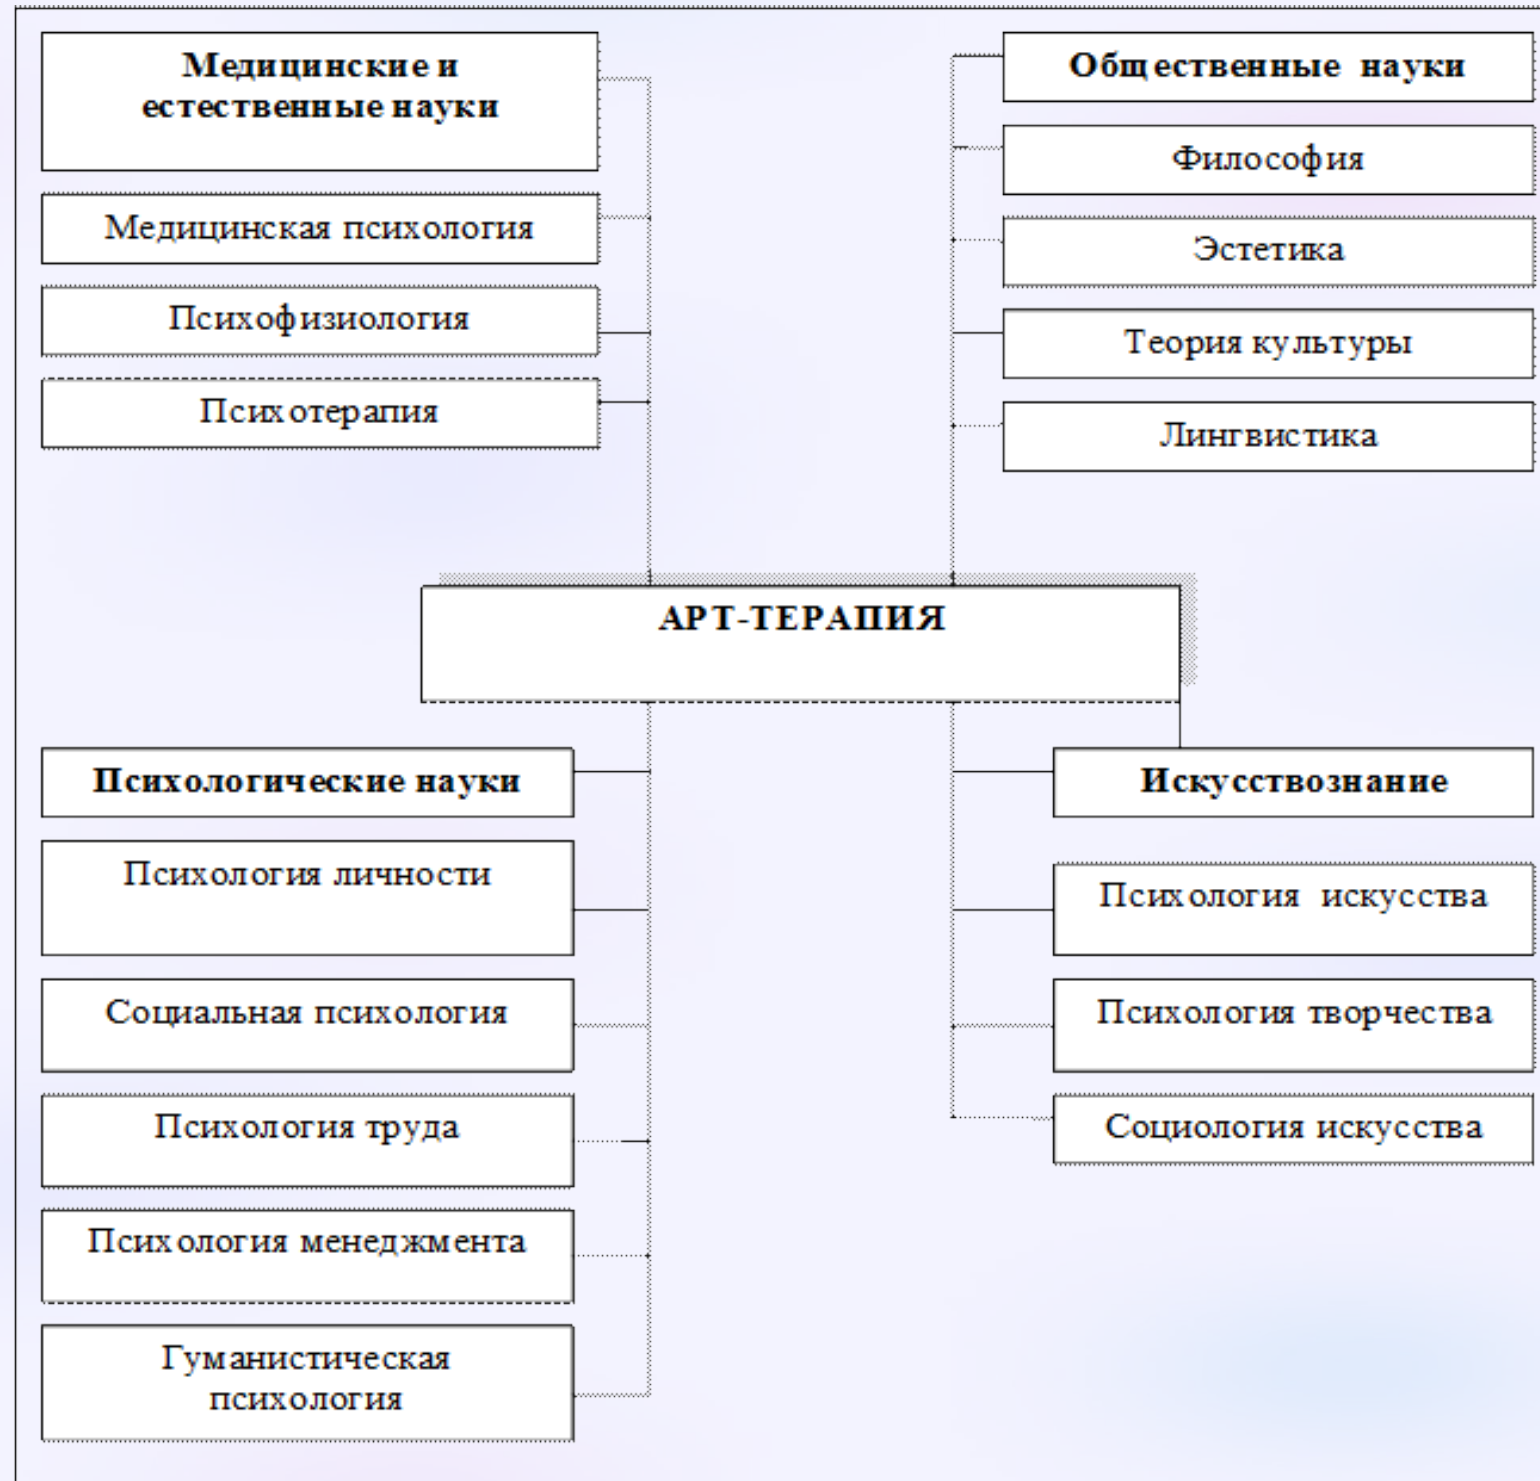 Медицинские и
естественные науки
Медицинская психология
Психофизиология
Психотерапия
Общественные науки
Философия
Эстетика
Теория культуры
Лингвистика
АРТ-ТЕРАПИЯ
Психологические науки
Психология личности
Социальная психология
Психология труда
Психология менеджмента
Гуманистическая
психология
Искусствознание
Психология искусства
Психология творчества
Социология искусства